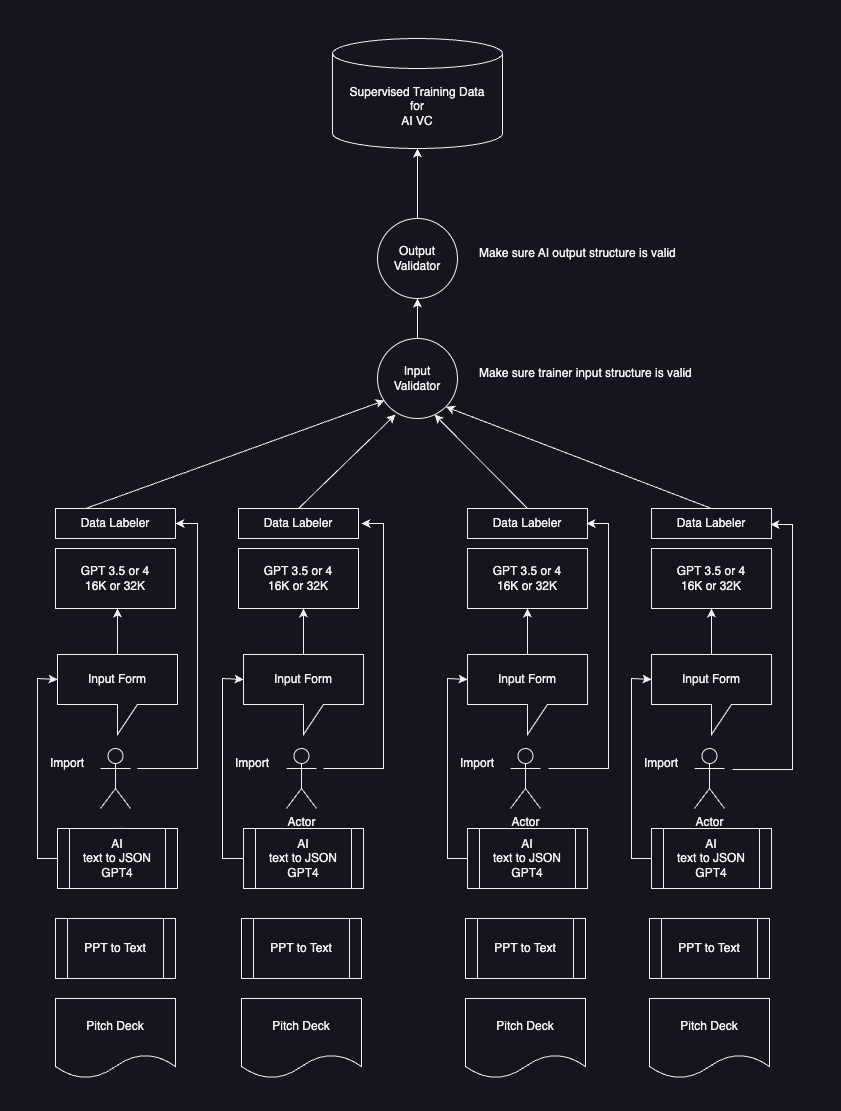 Supervised Training Data
for
AI VC
Output
Validator
Make sure AI output structure is valid
Input
Validator
Make sure trainer input structure is valid
Data Labeler
Data Labeler
Data Labeler
Data Labeler
GPT 3.5 or 4
16K or 32K
GPT 3.5 or 4
16K or 32K
GPT 3.5 or 4
16K or 32K
GPT 3.5 or 4
16K or 32K
Input Form
Input Form
Input Form
Input Form
Import
Import
Import
Import
Actor
Actor
Actor
AI
text to JSON
GPT4
AI
text to JSON
GPT4
AI
text to JSON
GPT4
AI
text to JSON
GPT4
PPT to Text
PPT to Text
PPT to Text
PPT to Text
Pitch Deck
Pitch Deck
Pitch Deck
Pitch Deck